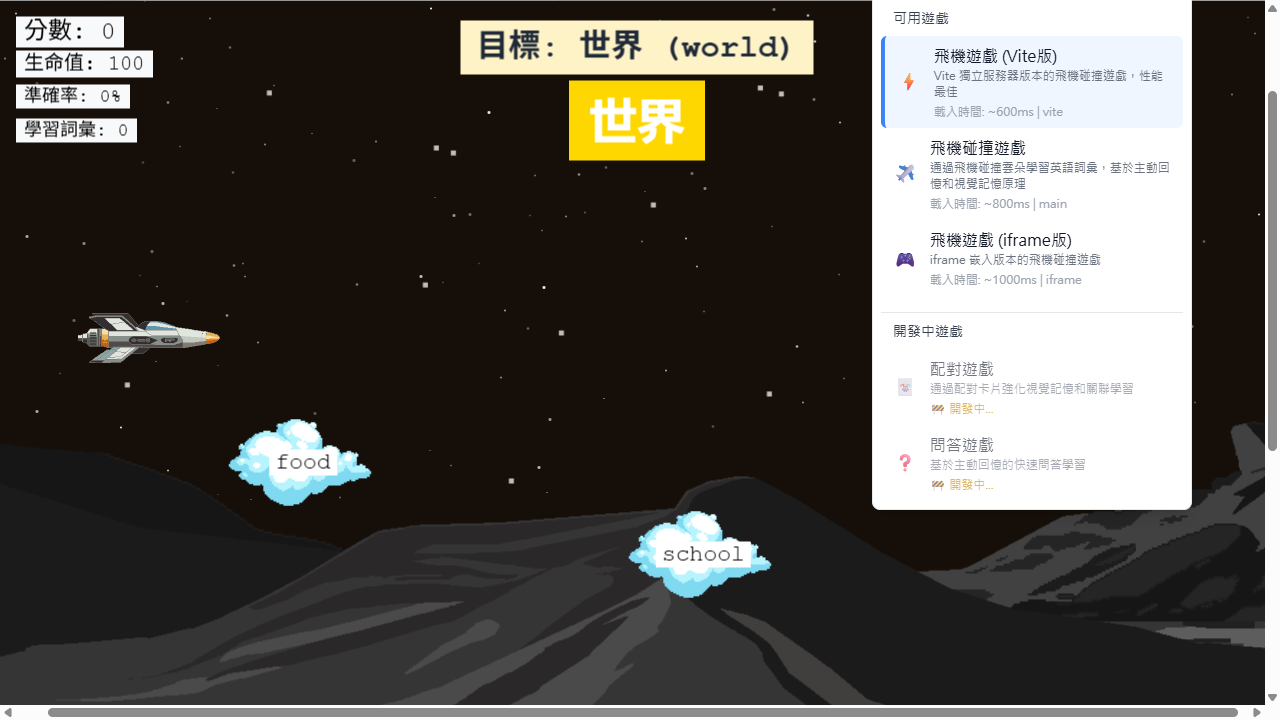 分數: 0
生命值: 100
準確率: 0%
學習詞彙: 0
目標: 世界 (world)
世界
food
school
可用遊戲
飛機遊戲 (Vite版)
Vite 獨立服務器版本的飛機碰撞遊戲，性能
最佳
載入時間: ~600ms | vite
飛機碰撞遊戲
通過飛機碰撞雲朵學習英語詞彙，基於主動回
憶和視覺記憶原理
載入時間: ~800ms | main
飛機遊戲 (iframe版)
iframe 嵌入版本的飛機碰撞遊戲
載入時間: ~1000ms | iframe
開發中遊戲
配對遊戲
通過配對卡片強化視覺記憶和關聯學習
開發中...
問答遊戲
基於主動回憶的快速問答學習
開發中...